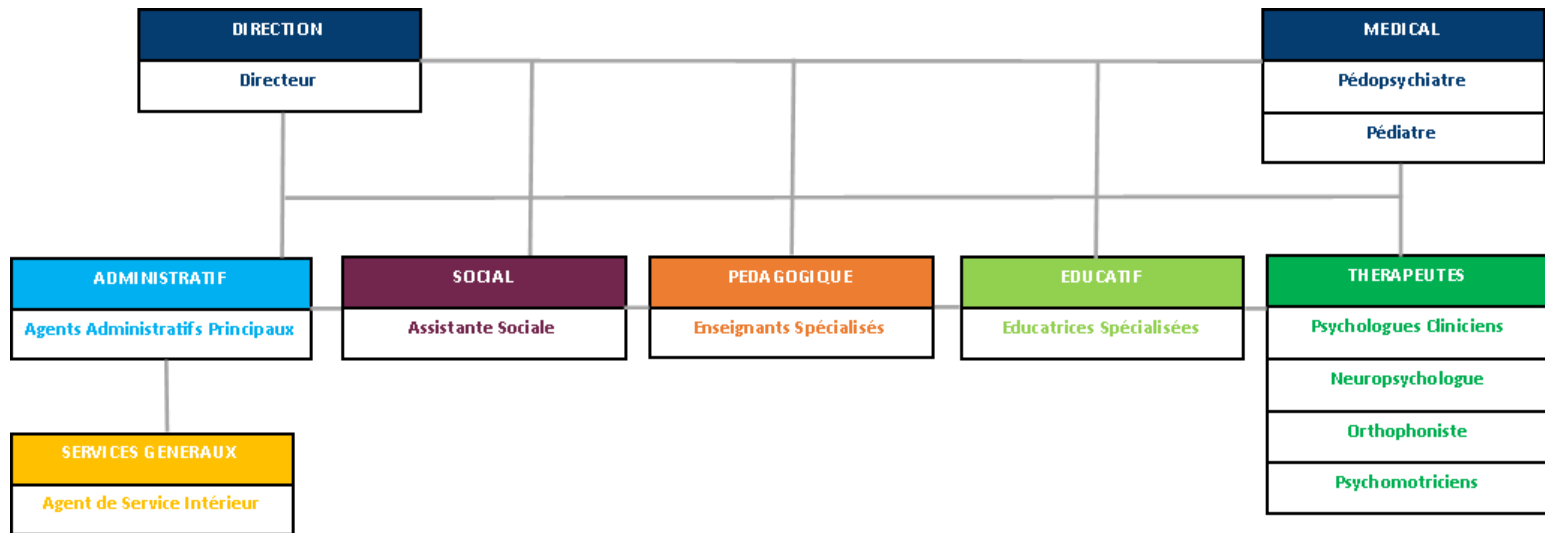 DIRECTION
Directeur
MEDICAL
Pédopsychiatre
Pédiatre
ADMINISTRATIF
Agents Administratifs Principaux
SOCIAL
Assistante Sociale
PEDAGOGIQUE
Enseignants Spécialisés
EDUCATIF
Educatrices Spécialisées
THERAPEUTES
Psychologues Cliniciens
Neuropsychologue
Orthophoniste
Psychomotriciens
SERVICES GENERAUX
Agent de Service Intérieur